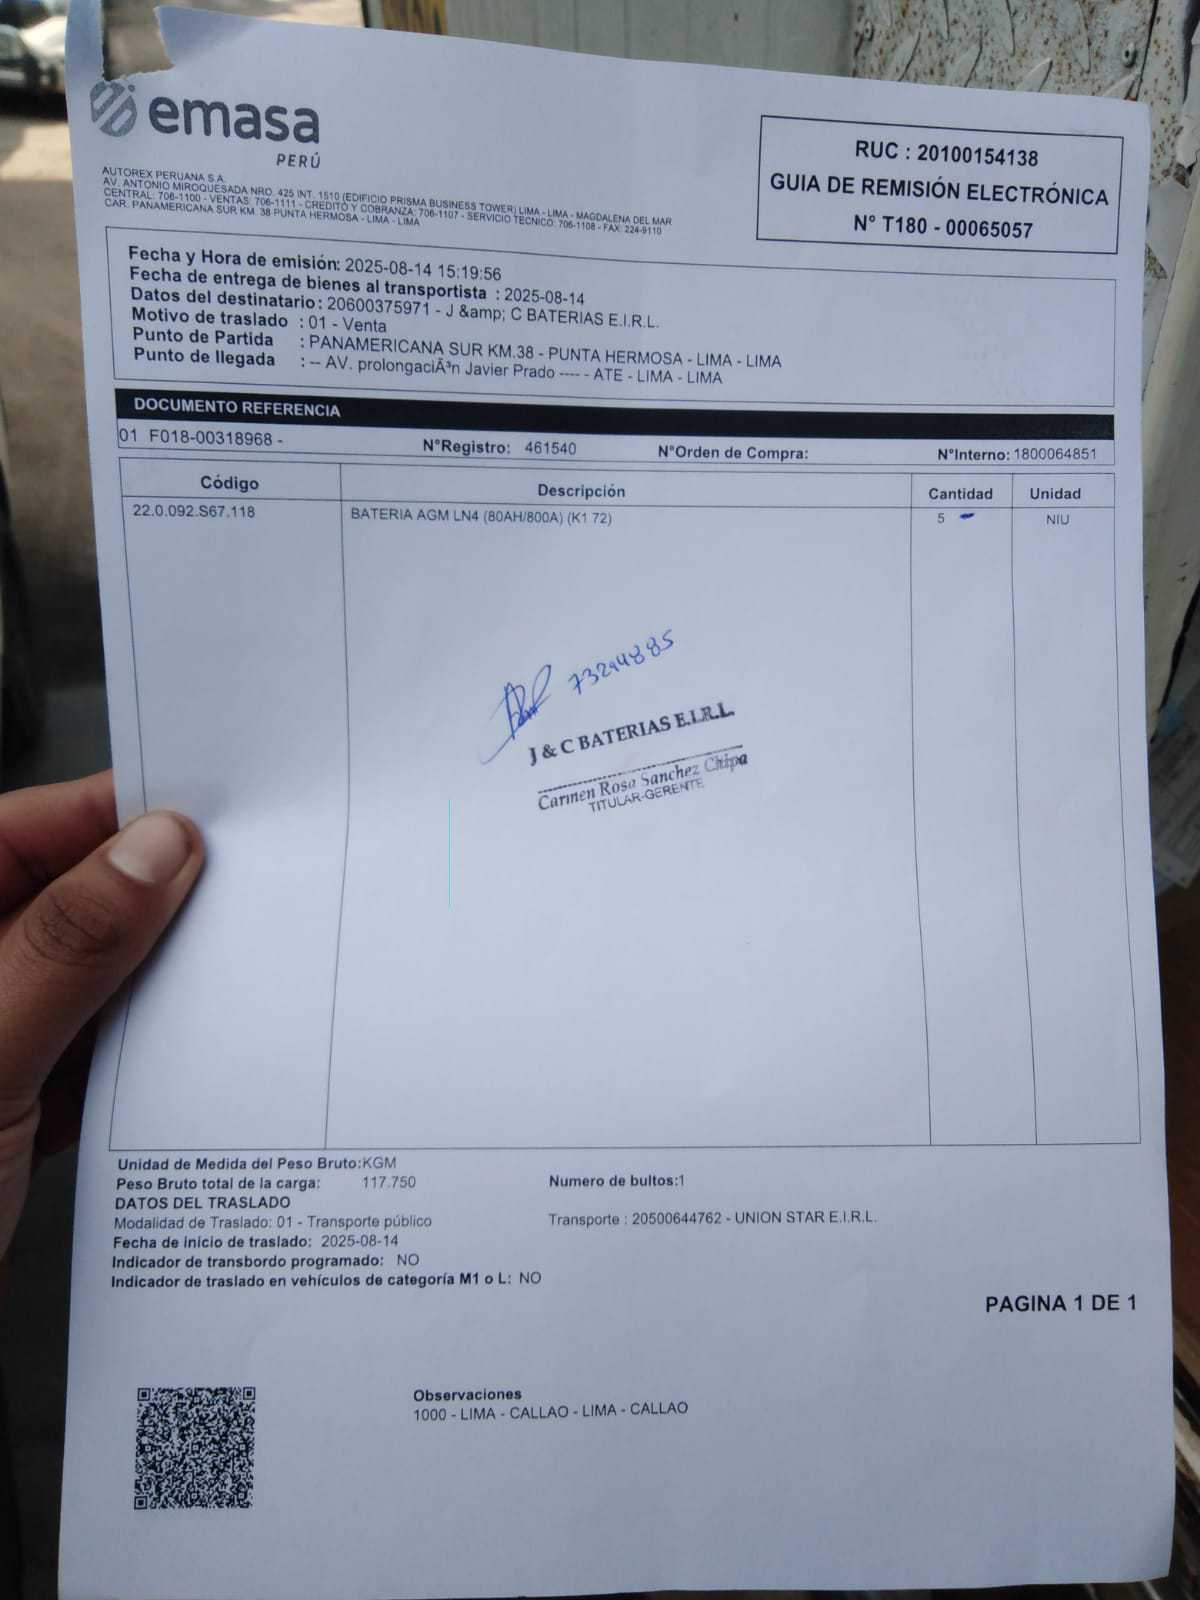 emasa
PERÚ
AUTOREX PERUANA S.A.
AV. ANTONIO MIROQUESADA NRO. 425 INT. 1510 (EDIFICIO PRISMA BUSINESS TOWER) LIMA - LIMA - MAGDALENA DEL MAR
CENTRAL: 706-1100 - VENTAS: 706-1111 - CREDITO Y COBRANZA: 706-1107 - SERVICIO TECNICO: 706-1108 - FAX: 224-9110
CAR. PANAMERICANA SUR KM. 38 PUNTA HERMOSA - LIMA - LIMA
RUC : 20100154138
GUIA DE REMISIÓN ELECTRÓNICA
N° T180 - 00065057
Fecha y Hora de emisión: 2025-08-14 15:19:56
Fecha de entrega de bienes al transportista : 2025-08-14
Datos del destinatario : 20600375971 - J &amp; C BATERIAS E.I.R.L.
Motivo de traslado : 01 - Venta
Punto de Partida : PANAMERICANA SUR KM.38 - PUNTA HERMOSA - LIMA - LIMA
Punto de llegada : -- AV. prolongaciÃ³n Javier Prado ---- - ATE - LIMA - LIMA
DOCUMENTO REFERENCIA
01 F018-00318968 - N°Registro: 461540 N°Orden de Compra: N°Interno: 1800064851
Código Descripción Cantidad Unidad
22.0.092.S67.118 BATERIA AGM LN4 (80AH/800A) (K1 72) 5 NIU
73294885
J & C BATERIAS E.I.R.L.
Carmen Rosa Sanchez Chipa
TITULAR-GERENTE
Unidad de Medida del Peso Bruto:KGM
Peso Bruto total de la carga: 117.750 Numero de bultos:1
DATOS DEL TRASLADO
Modalidad de Traslado: 01 - Transporte público Transporte : 20500644762 - UNION STAR E.I.R.L.
Fecha de inicio de traslado: 2025-08-14
Indicador de transbordo programado: NO
Indicador de traslado en vehículos de categoría M1 o L: NO
PAGINA 1 DE 1
Observaciones
1000 - LIMA - CALLAO - LIMA - CALLAO